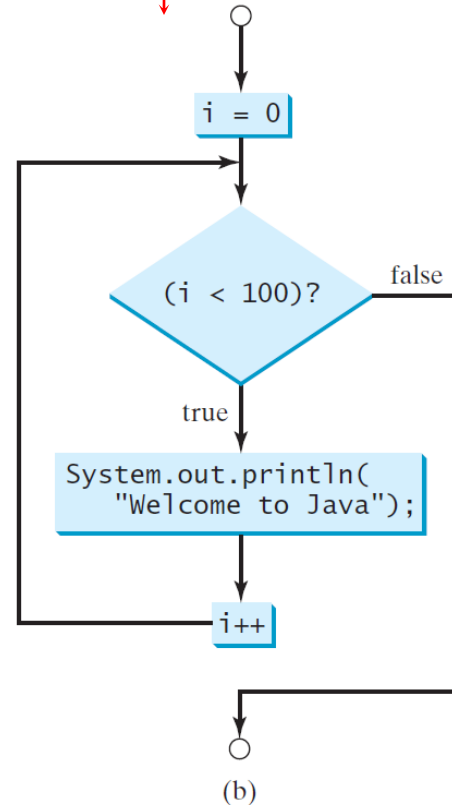 i = 0
(i < 100)?
false
true
System.out.println(
"Welcome to Java");
i++
(b)